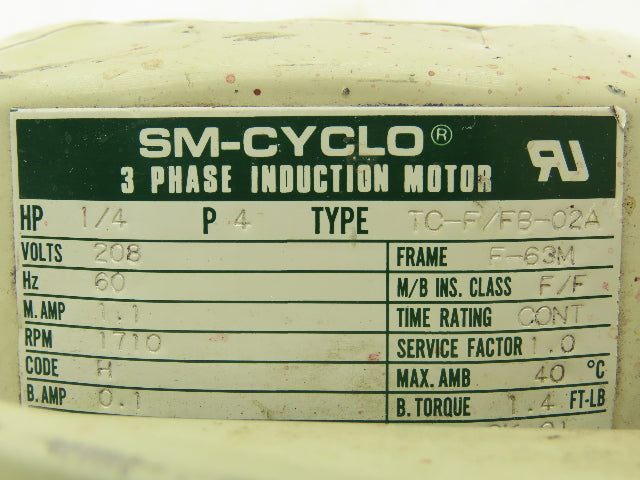 SM-CYCLO®
3 PHASE INDUCTION MOTOR
HP 1/4 P 4 TYPE TC-F/FB-02A
VOLTS 208 FRAME F-63M
Hz 60 M/B INS. CLASS F/F
M. AMP 1.1 TIME RATING CONT
RPM 1710 SERVICE FACTOR 1.0
CODE H MAX. AMB 40 °C
B. AMP 0.1 B. TORQUE 1.4 FT-LB